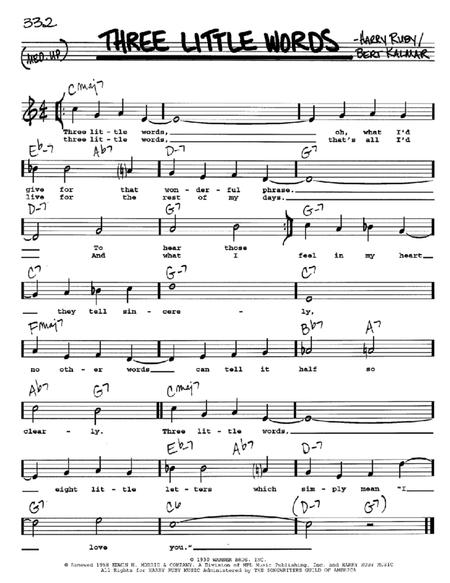 332
THREE LITTLE WORDS
-HARRY RUBY/
BERT KALMAR
(MED. UP)
Cmaj7
Three lit- tle words, oh, what I'd
three little words, that's all I'd
Eb-7 Ab7 D-7 G7
give for that won- der- ful phrase.
live for the rest of my days.
D-7 G7
To hear those
And what I feel in my heart
C7 G-7 C7
they tell sin- cere - ly,
Fmaj7 Bb7 A7
no oth- er words can tell it half so
Ab7 G7 Cmaj7
clear - ly. Three lit- tle words,
Eb-7 Ab7 D-7
eight lit - tle let- ters which sim- ply mean "I
G7 C6 (D-7 G7)
love you."
© 1930 WARNER BROS. INC.
© Renewed 1958 EDWIN H. MORRIS & COMPANY, A Division of MPL Music Publishing, Inc. and HARRY RUBY MUSIC
All Rights for HARRY RUBY MUSIC Administered by THE SONGWRITERS GUILD OF AMERICA